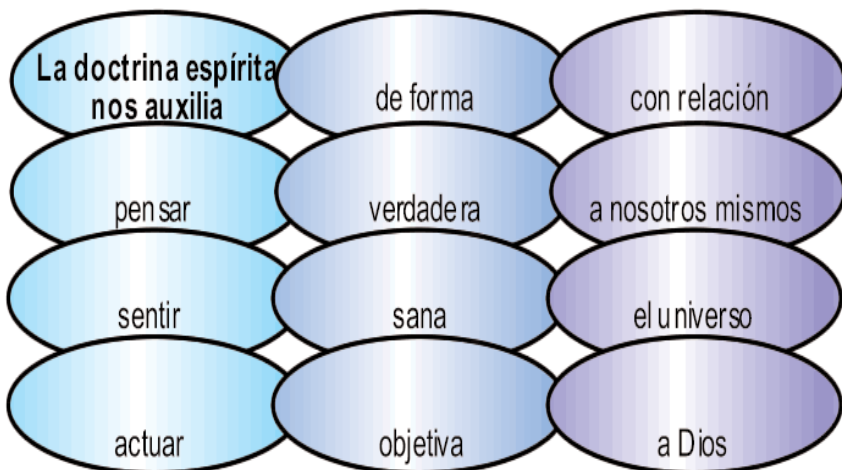 La doctrina espírita
nos auxilia
de forma
con relación
pensar
verdadera
a nosotros mismos
sentir
sana
el universo
actuar
objetiva
a Dios